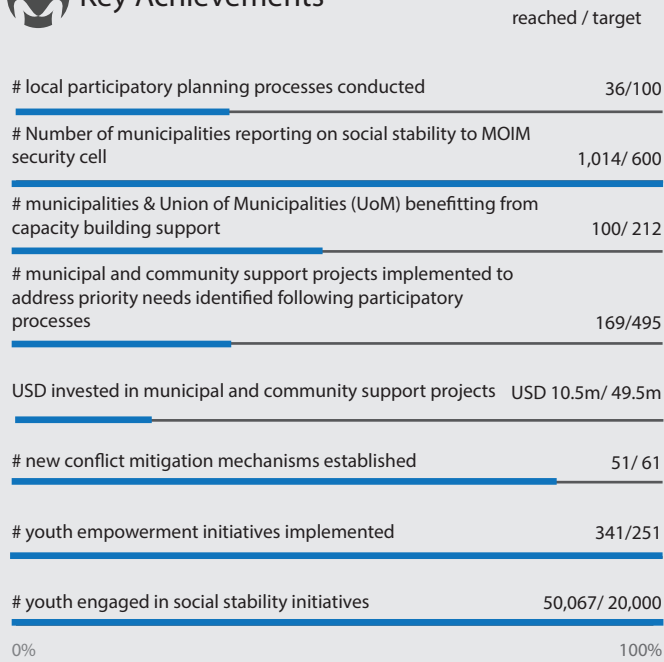 Key Achievements
reached / target
# local participatory planning processes conducted 36/100
# Number of municipalities reporting on social stability to MOIM
security cell 1,014/ 600
# municipalities & Union of Municipalities (UoM) benefitting from
capacity building support 100/ 212
# municipal and community support projects implemented to
address priority needs identified following participatory
processes 169/495
USD invested in municipal and community support projects USD 10.5m/ 49.5m
# new conflict mitigation mechanisms established 51/ 61
# youth empowerment initiatives implemented 341/251
# youth engaged in social stability initiatives 50,067/ 20,000
0% 100%